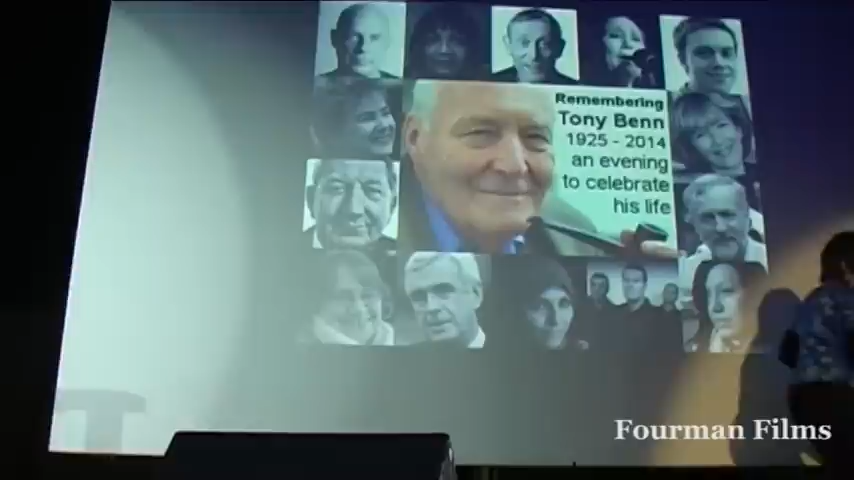 Remembering
Tony Benn
1925 - 2014
an evening
to celebrate
his life
Fourman Films